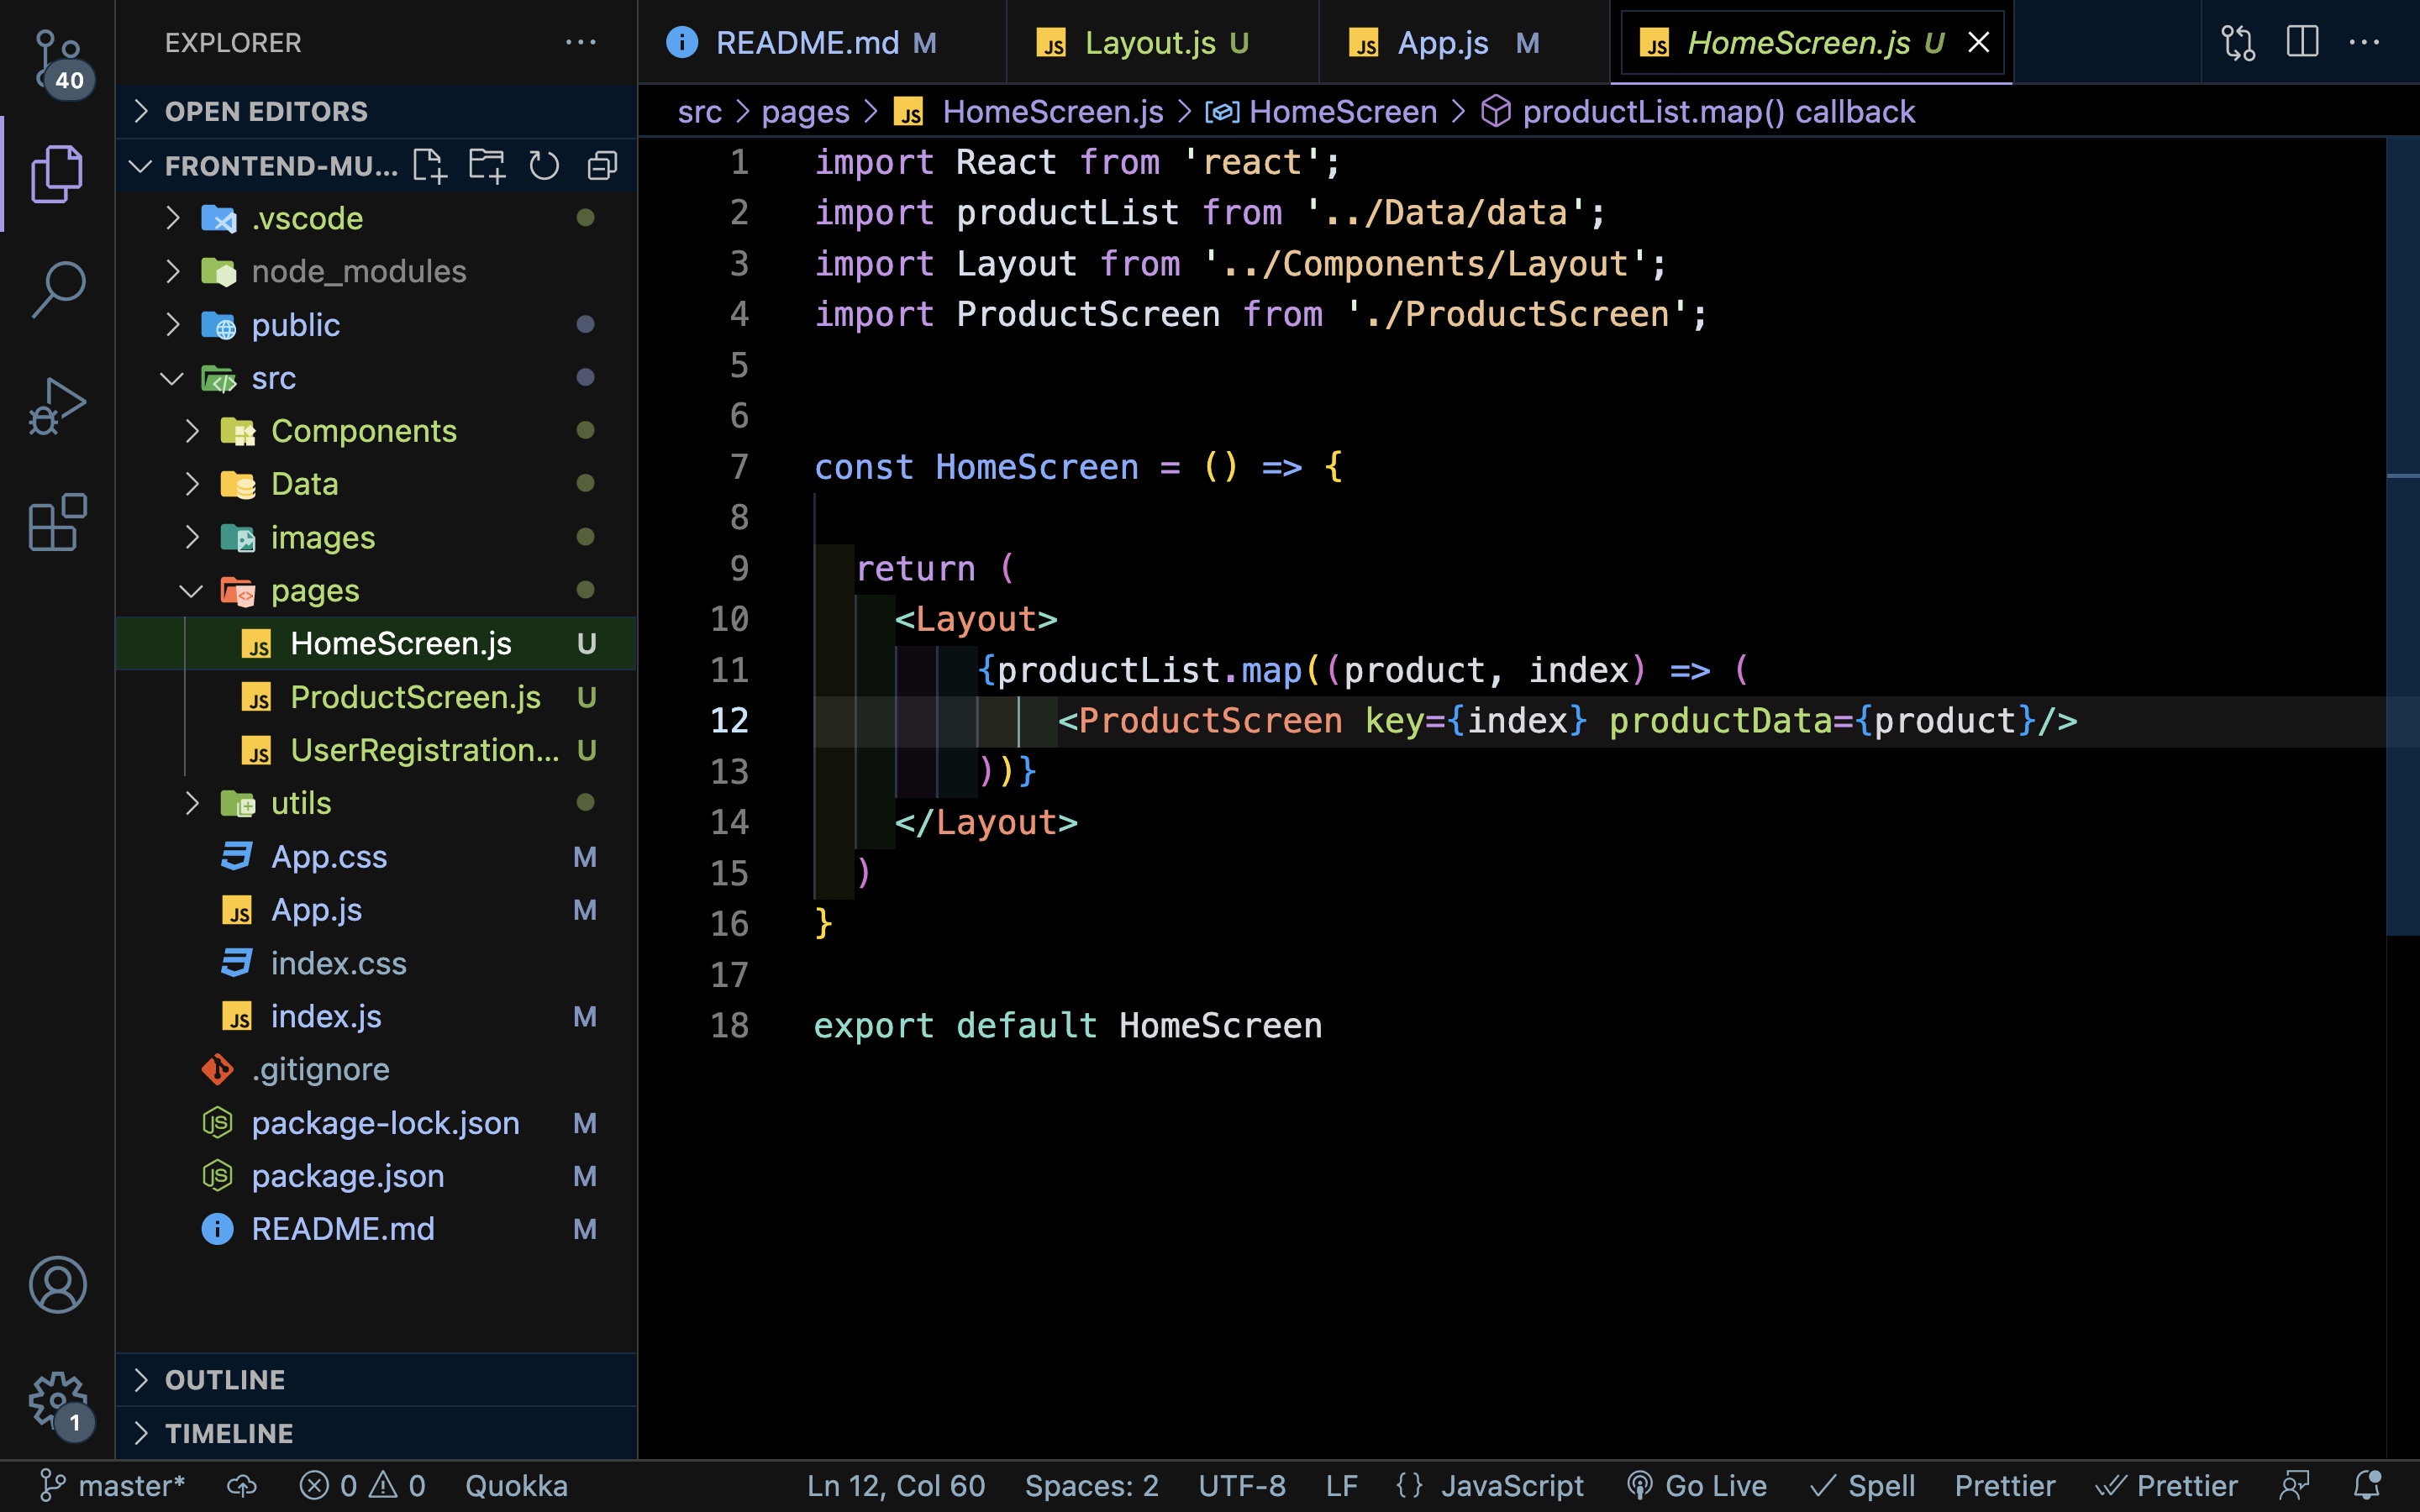 EXPLORER
README.md M
Layout.js U
App.js M
HomeScreen.js U
40
OPEN EDITORS
src > pages > JS HomeScreen.js > HomeScreen > productList.map() callback
FRONTEND-MU...
.vscode
node_modules
public
src
Components
Data
images
pages
JS HomeScreen.js U
JS ProductScreen.js U
JS UserRegistration... U
utils
App.css M
JS App.js M
index.css
JS index.js M
.gitignore
package-lock.json M
package.json M
README.md M
OUTLINE
TIMELINE
1
1 import React from 'react';
2 import productList from '../Data/data';
3 import Layout from '../Components/Layout';
4 import ProductScreen from './ProductScreen';
5
6
7 const HomeScreen = () => {
8
9 return (
10 <Layout>
11 {productList.map((product, index) => (
12 <ProductScreen key={index} productData={product}/>
13 ))}
14 </Layout>
15 )
16 }
17
18 export default HomeScreen
master* 0 0 Quokka Ln 12, Col 60 Spaces: 2 UTF-8 LF {} JavaScript Go Live Spell Prettier Prettier